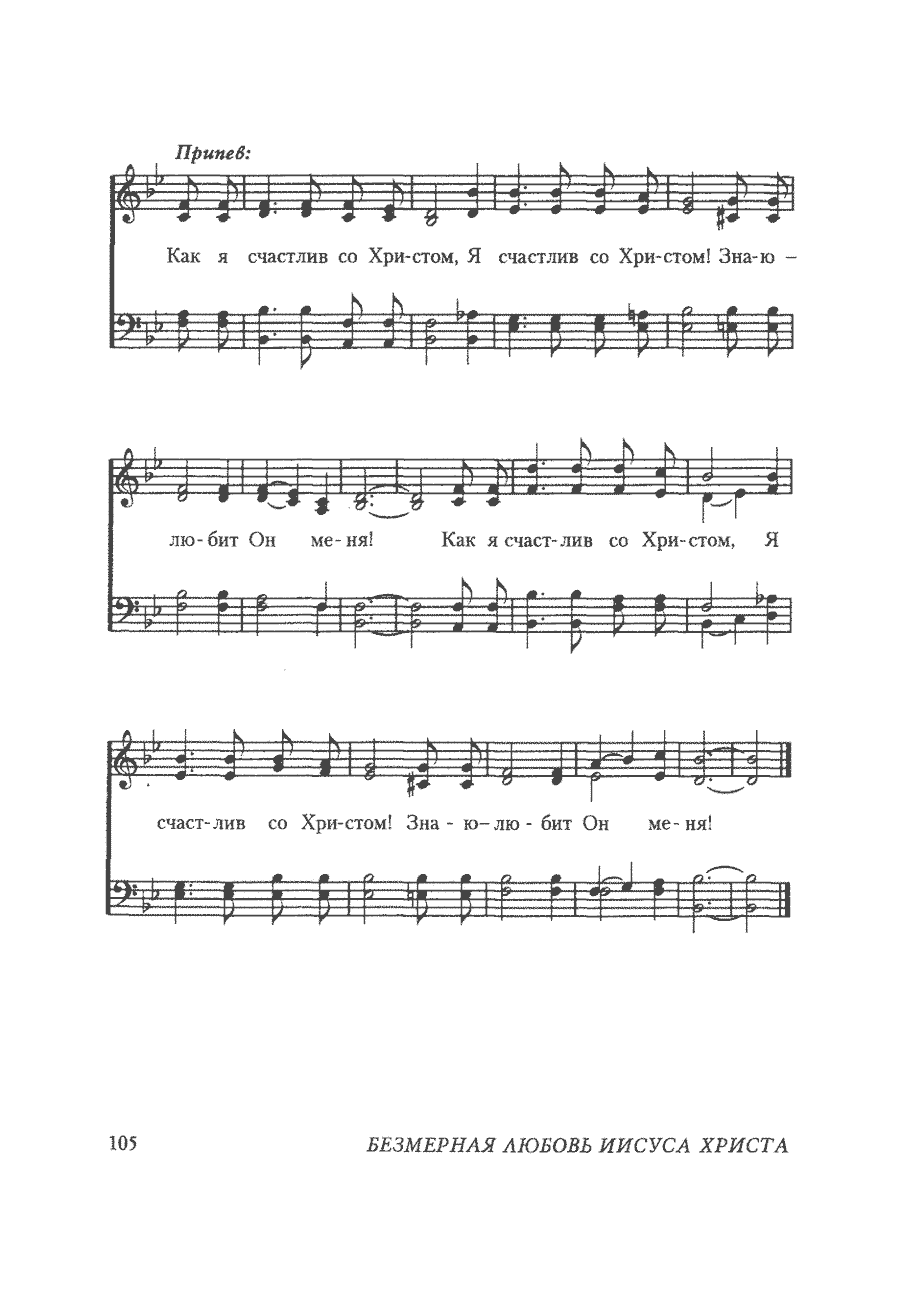 Припев:
Как я счастлив со Хри-стом, Я счастлив со Хри-стом! Зна-ю –
лю-бит Он ме-ня! Как я счаст-лив со Хри-стом, Я
счаст-лив со Хри-стом! Зна - ю–лю - бит Он ме-ня!
105 БЕЗМЕРНАЯ ЛЮБОВЬ ИИСУСА ХРИСТА